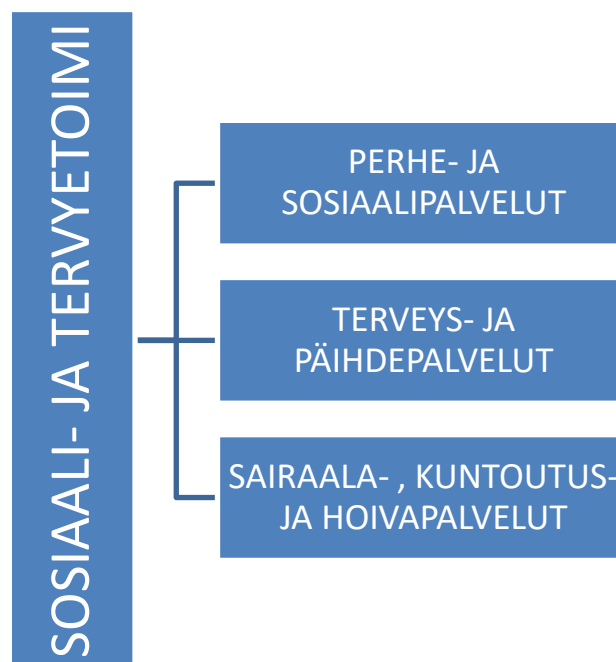 SOSIAALI- JA TERVYETOIMI
PERHE- JA
SOSIAALIPALVELUT
TERVEYS- JA
PÄIHDEPALVELUT
SAIRAALA- , KUNTOUTUS-
JA HOIVAPALVELUT